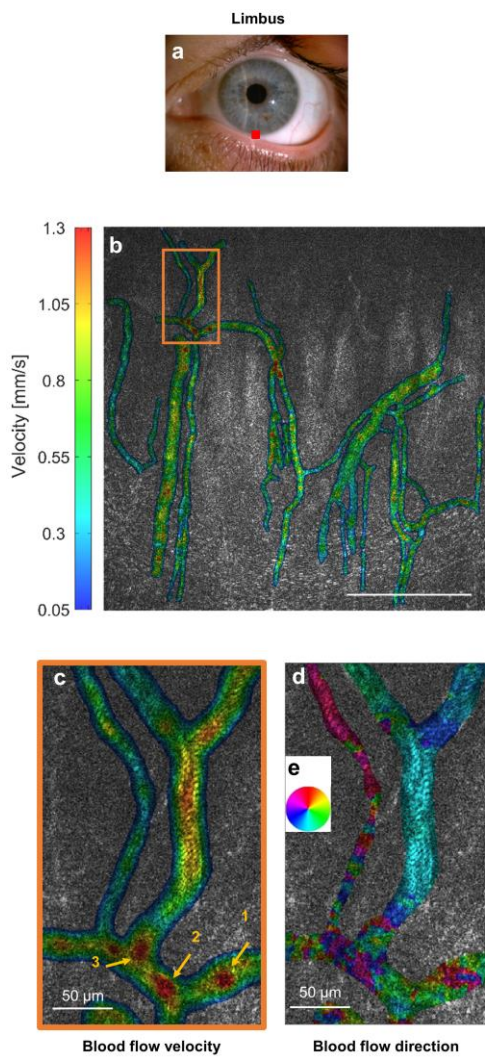 Limbus
a
b
1.3
1.05
0.8
0.55
0.3
0.05
Velocity [mm/s]
c
d
e
1
2
3
50 µm
50 µm
Blood flow velocity
Blood flow direction